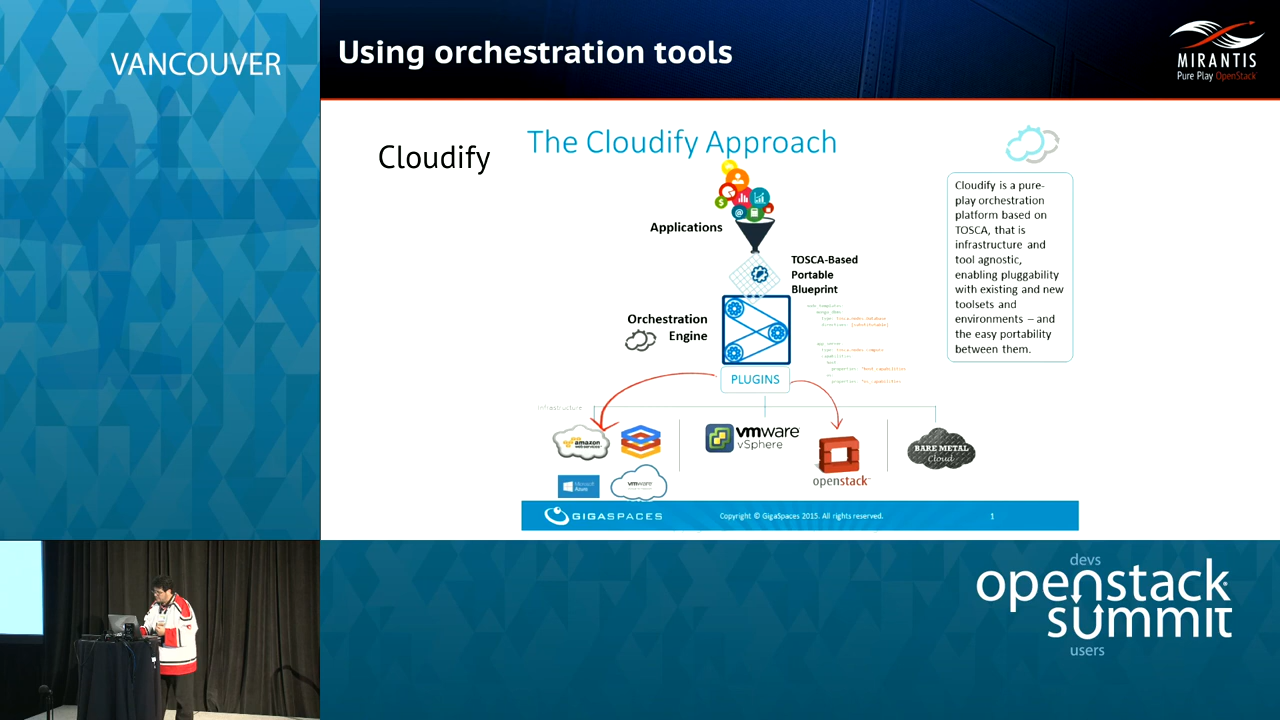 VANCOUVER
Using orchestration tools
MIRANTIS
Pure Play OpenStack
Cloudify
The Cloudify Approach
Applications
TOSCA-Based
Portable
Blueprint
Orchestration
Engine
PLUGINS
Cloudify is a pure-
play orchestration
platform based on
TOSCA, that is
infrastructure and
tool agnostic,
enabling pluggability
with existing and new
toolsets and
environments – and
the easy portability
between them.
infrastructure
amazon
web services
vmware
vSphere
openstack
BARE METAL
Cloud
Microsoft
Azure
vmware
GIGASPACES
Copyright © GigaSpaces 2015. All rights reserved.
1
devs
openstack
summit
users